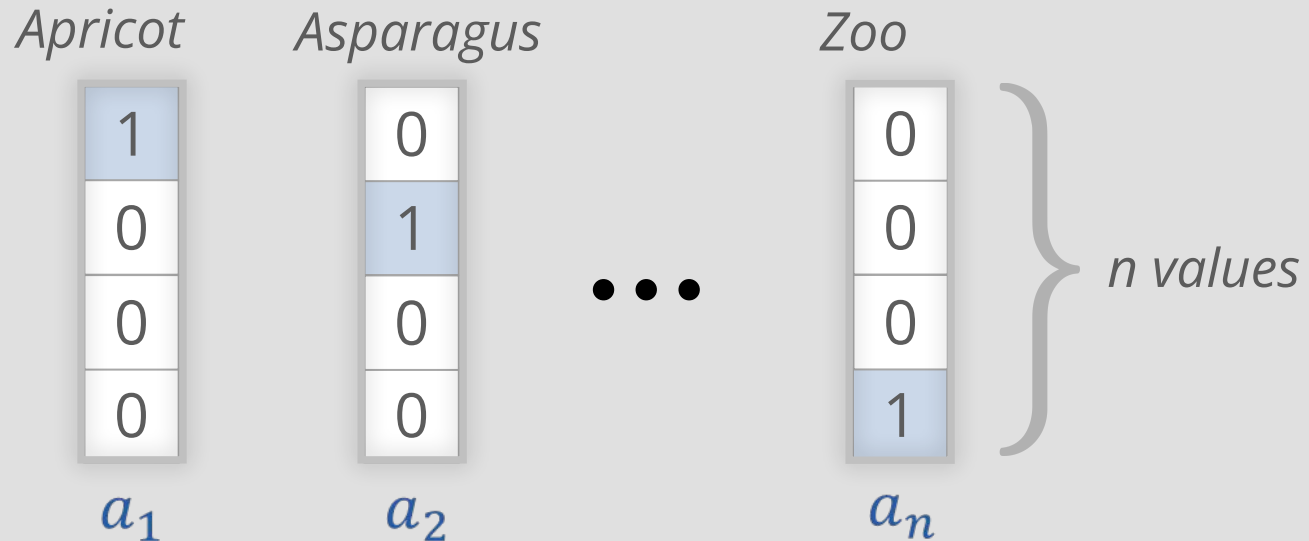 Apricot Asparagus Zoo
1 0 0
0 1 0
••• n values
0 0 0
0 0 1
a₁ a₂ aₙ